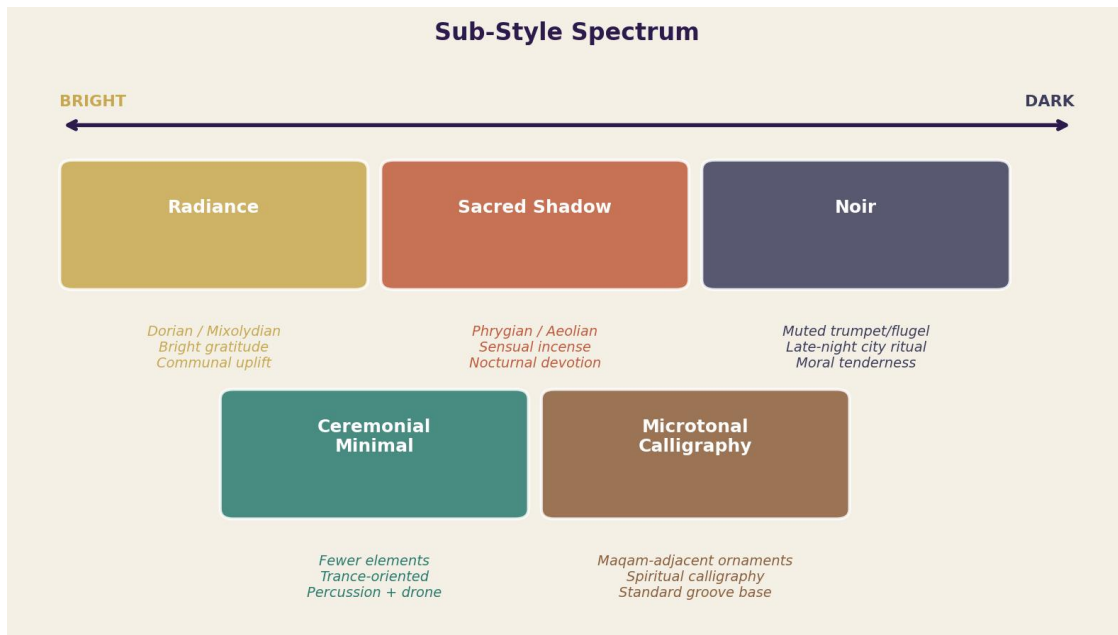 Sub-Style Spectrum
BRIGHT
DARK
Radiance
Sacred Shadow
Noir
Dorian / Mixolydian
Bright gratitude
Communal uplift
Phrygian / Aeolian
Sensual incense
Nocturnal devotion
Muted trumpet/flugel
Late-night city ritual
Moral tenderness
Ceremonial
Minimal
Microtonal
Calligraphy
Fewer elements
Trance-oriented
Percussion + drone
Maqam-adjacent ornaments
Spiritual calligraphy
Standard groove base